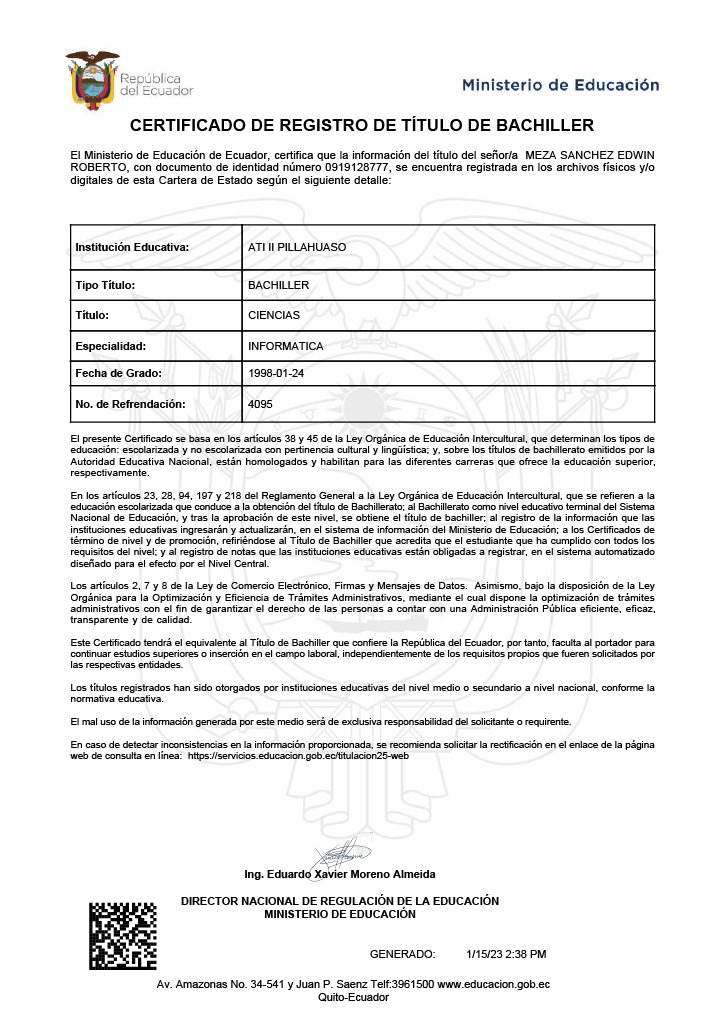 República
del Ecuador
Ministerio de Educación
CERTIFICADO DE REGISTRO DE TÍTULO DE BACHILLER
El Ministerio de Educación de Ecuador, certifica que la información del título del señor/a MEZA SANCHEZ EDWIN
ROBERTO, con documento de identidad número 0919128777, se encuentra registrada en los archivos físicos y/o
digitales de esta Cartera de Estado según el siguiente detalle:
Institución Educativa: ATI II PILLAHUASO
Tipo Título: BACHILLER
Título: CIENCIAS
Especialidad: INFORMATICA
Fecha de Grado: 1998-01-24
No. de Refrendación: 4095
El presente Certificado se basa en los artículos 38 y 45 de la Ley Orgánica de Educación Intercultural, que determinan los tipos de
educación: escolarizada y no escolarizada con pertinencia cultural y lingüística; y, sobre los títulos de bachillerato emitidos por la
Autoridad Educativa Nacional, están homologados y habilitan para las diferentes carreras que ofrece la educación superior,
respectivamente.
En los artículos 23, 28, 94, 197 y 218 del Reglamento General a la Ley Orgánica de Educación Intercultural, que se refieren a la
educación escolarizada que conduce a la obtención del título de Bachillerato; al Bachillerato como nivel educativo terminal del Sistema
Nacional de Educación, y tras la aprobación de este nivel, se obtiene el título de bachiller; al registro de la información que las
instituciones educativas ingresarán y actualizarán, en el sistema de información del Ministerio de Educación; a los Certificados de
término de nivel y de promoción, refiriéndose al Título de Bachiller que acredita que el estudiante que ha cumplido con todos los
requisitos del nivel; y al registro de notas que las instituciones educativas están obligadas a registrar, en el sistema automatizado
diseñado para el efecto por el Nivel Central.
Los artículos 2, 7 y 8 de la Ley de Comercio Electrónico, Firmas y Mensajes de Datos. Asimismo, bajo la disposición de la Ley
Orgánica para la Optimización y Eficiencia de Trámites Administrativos, mediante el cual dispone la optimización de trámites
administrativos con el fin de garantizar el derecho de las personas a contar con una Administración Pública eficiente, eficaz,
transparente y de calidad.
Este Certificado tendrá el equivalente al Título de Bachiller que confiere la República del Ecuador, por tanto, faculta al portador para
continuar estudios superiores o inserción en el campo laboral, independientemente de los requisitos propios que fueren solicitados por
las respectivas entidades.
Los títulos registrados han sido otorgados por instituciones educativas del nivel medio o secundario a nivel nacional, conforme la
normativa educativa.
El mal uso de la información generada por este medio será de exclusiva responsabilidad del solicitante o requirente.
En caso de detectar inconsistencias en la información proporcionada, se recomienda solicitar la rectificación en el enlace de la página
web de consulta en línea: https://servicios.educacion.gob.ec/titulacion25-web
Ing. Eduardo Xavier Moreno Almeida
DIRECTOR NACIONAL DE REGULACIÓN DE LA EDUCACIÓN
MINISTERIO DE EDUCACIÓN
GENERADO: 1/15/23 2:38 PM
Av. Amazonas No. 34-541 y Juan P. Saenz Telf:3961500 www.educacion.gob.ec
Quito-Ecuador